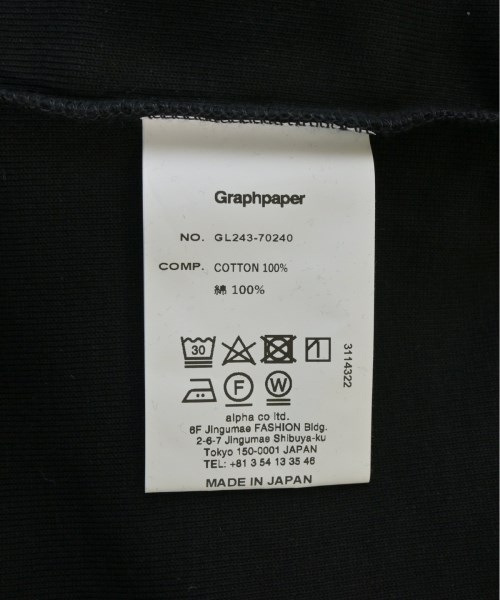 Graphpaper
NO. GL243-70240
COMP. COTTON 100%
綿 100%
30
3114322
F
W
alpha co ltd.
6F Jingumae FASHION Bldg.
2-6-7 Jingumae Shibuya-ku
Tokyo 150-0001 JAPAN
TEL: +81 3 54 13 35 46
MADE IN JAPAN